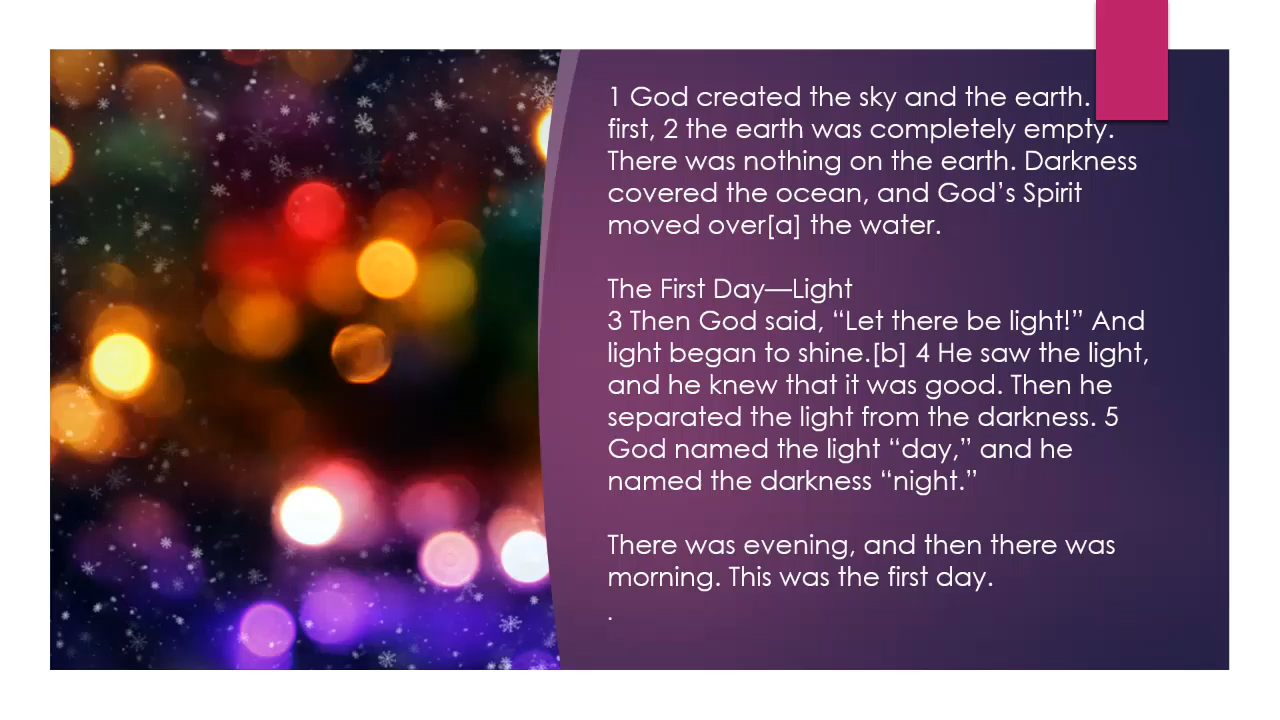 1 God created the sky and the earth.
first, 2 the earth was completely empty.
There was nothing on the earth. Darkness
covered the ocean, and God’s Spirit
moved over[a] the water.
The First Day—Light
3 Then God said, “Let there be light!” And
light began to shine.[b] 4 He saw the light,
and he knew that it was good. Then he
separated the light from the darkness. 5
God named the light “day,” and he
named the darkness “night.”
There was evening, and then there was
morning. This was the first day.
.